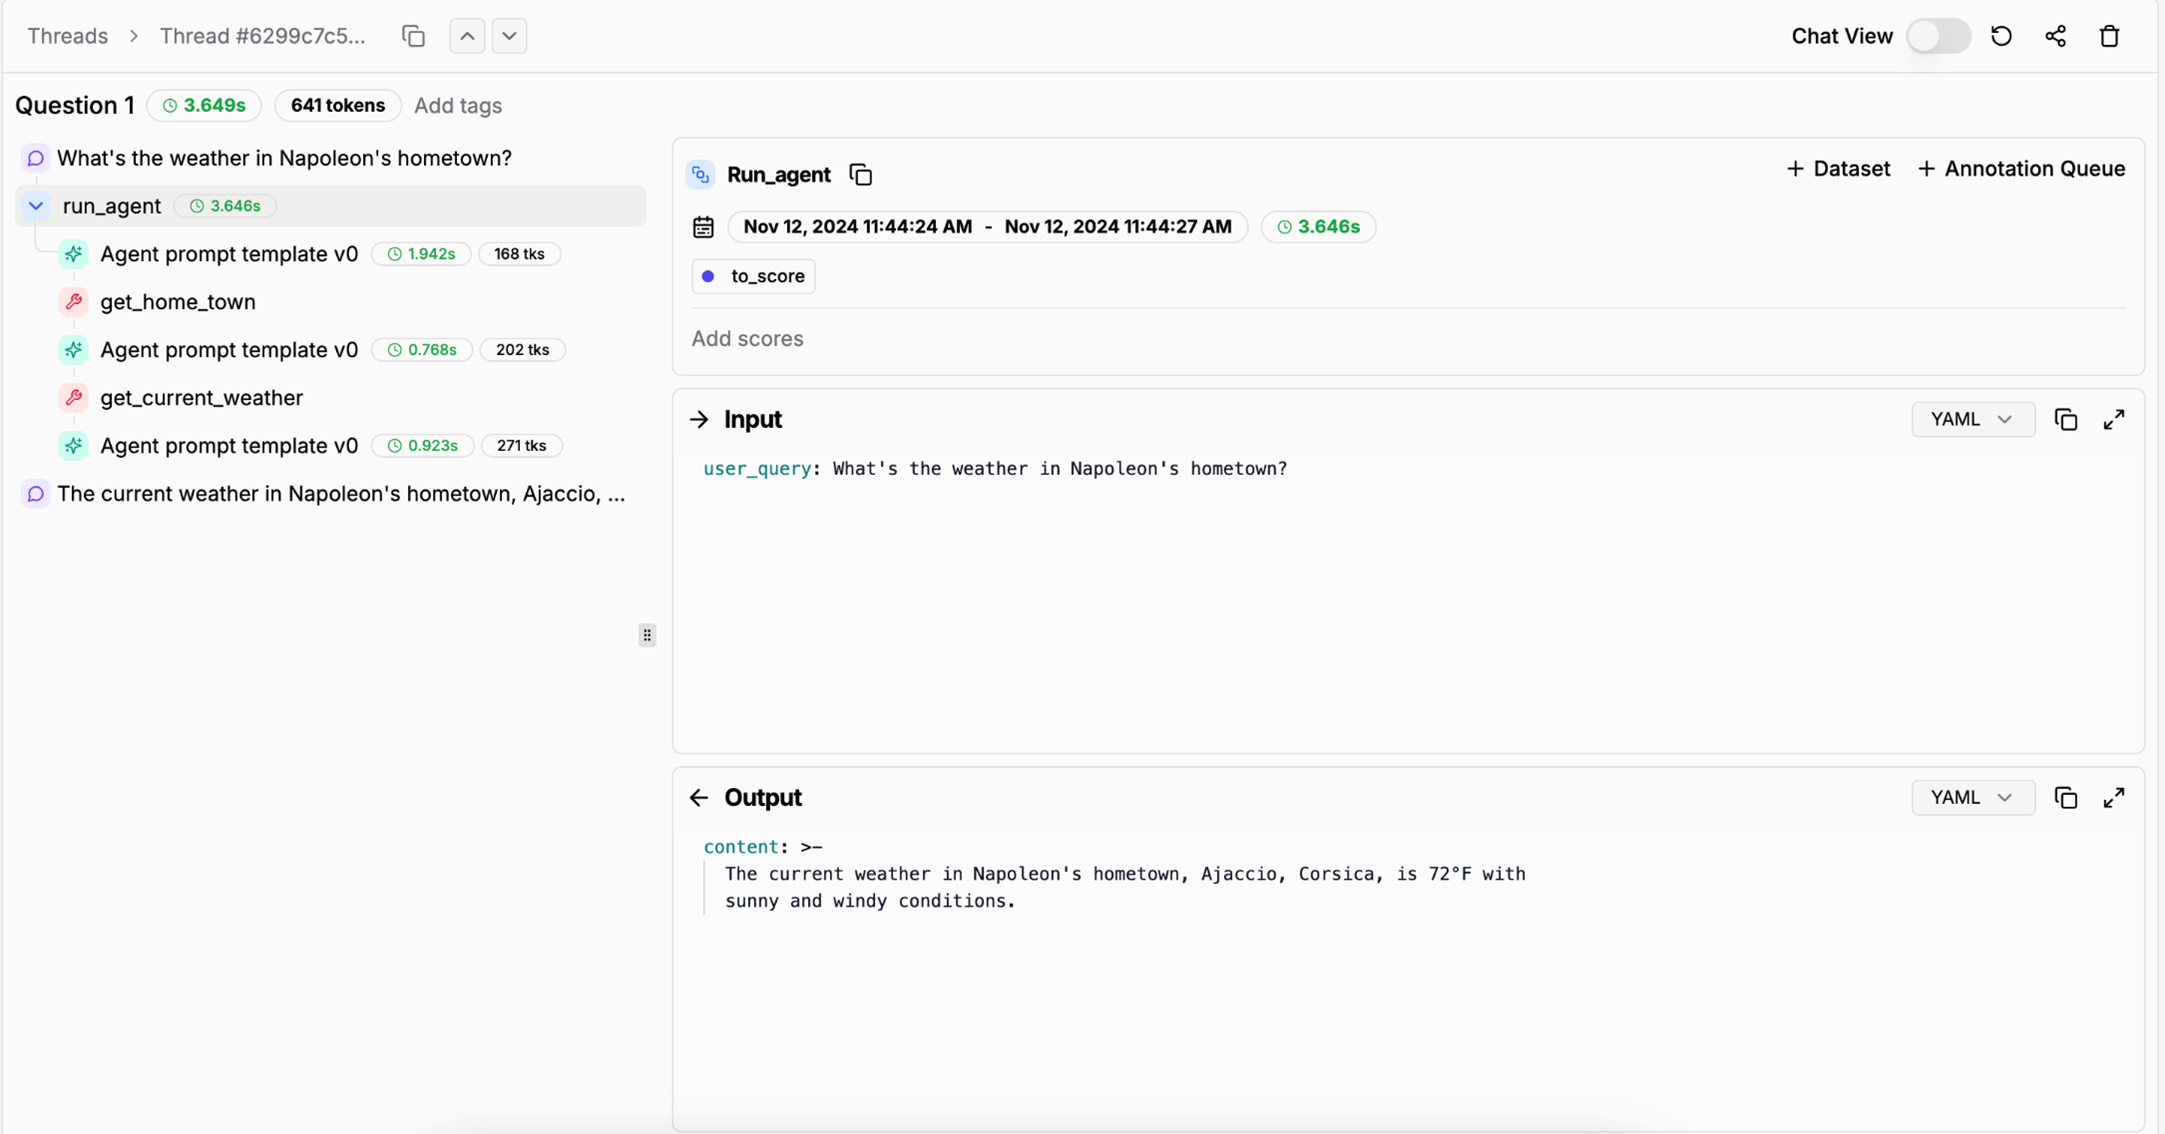 Threads > Thread #6299c7c5...
Chat View
Question 1 3.649s 641 tokens Add tags
What's the weather in Napoleon's hometown?
run_agent 3.646s
Agent prompt template v0 1.942s 168 tks
get_home_town
Agent prompt template v0 0.768s 202 tks
get_current_weather
Agent prompt template v0 0.923s 271 tks
The current weather in Napoleon's hometown, Ajaccio, ...
Run_agent
+ Dataset + Annotation Queue
Nov 12, 2024 11:44:24 AM - Nov 12, 2024 11:44:27 AM 3.646s
to_score
Add scores
Input YAML
user_query: What's the weather in Napoleon's hometown?
Output YAML
content: >-
The current weather in Napoleon's hometown, Ajaccio, Corsica, is 72°F with
sunny and windy conditions.